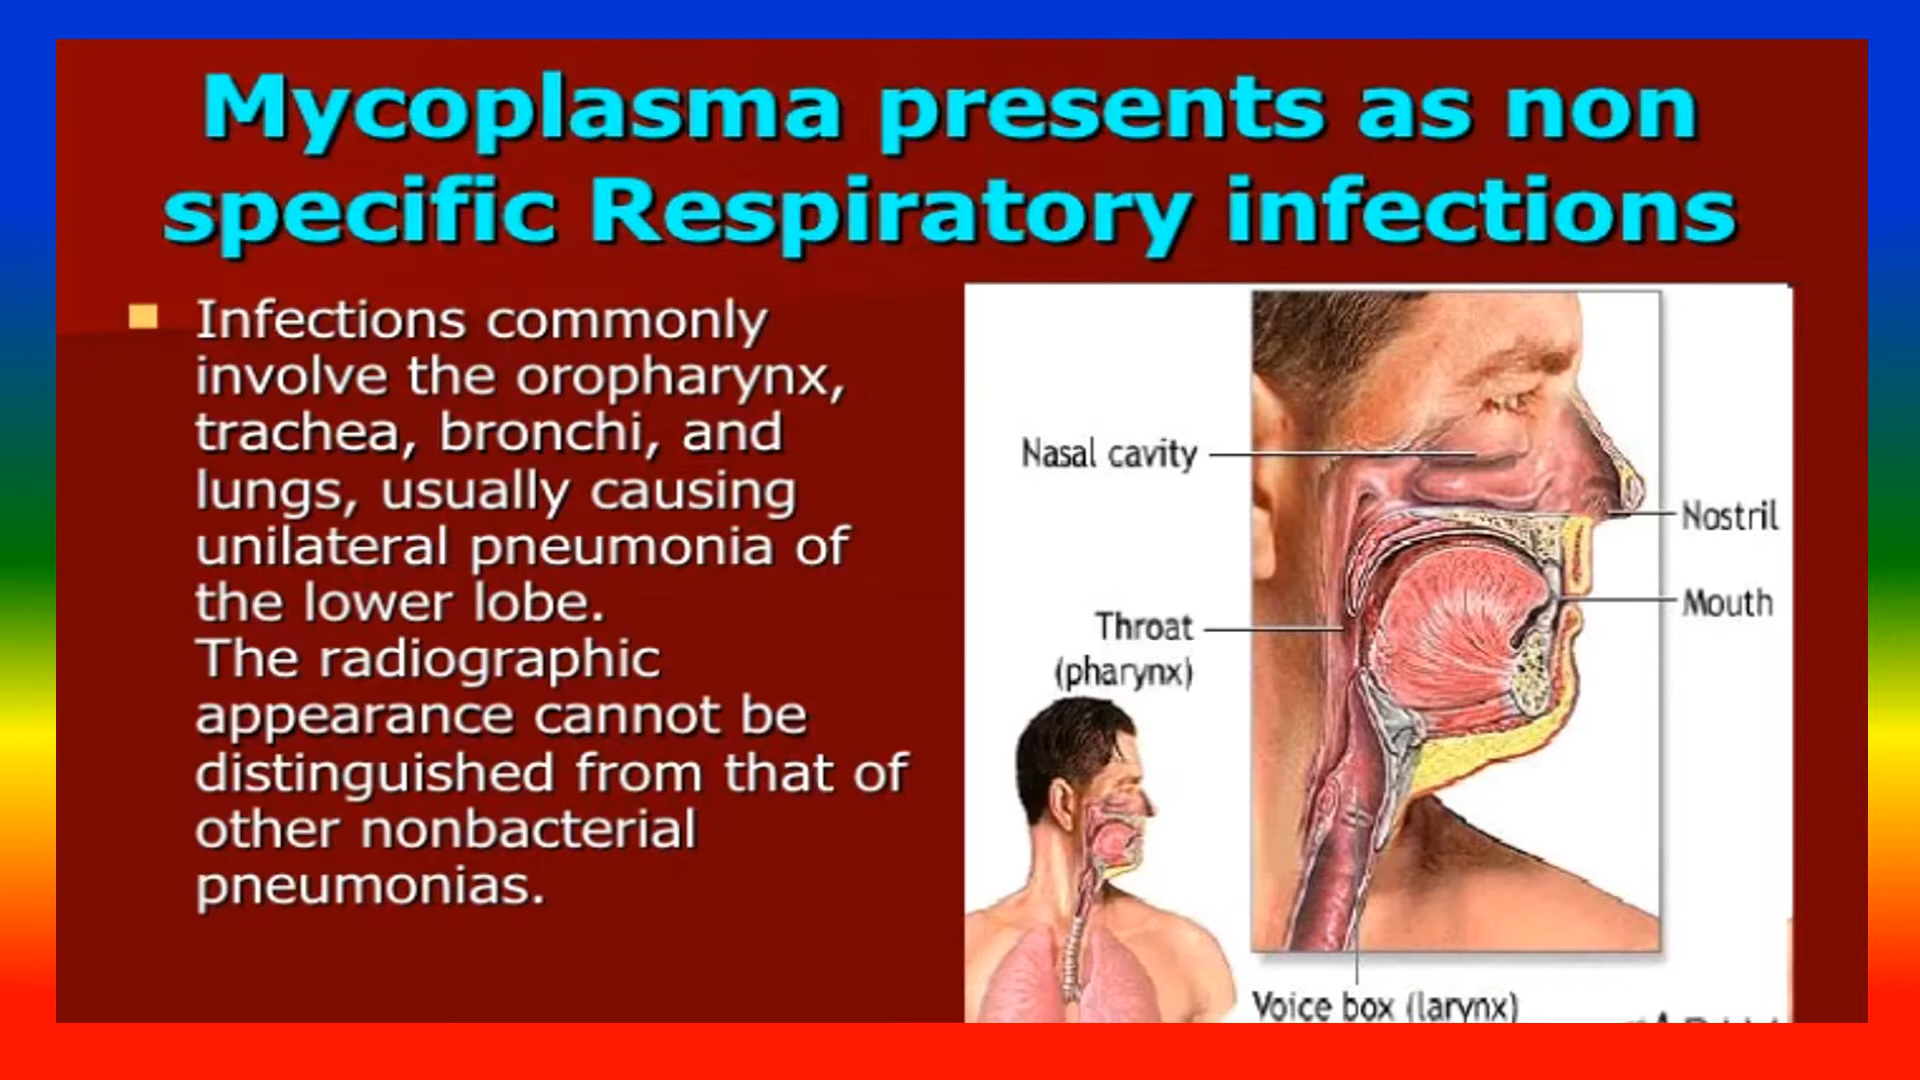 Mycoplasma presents as non
specific Respiratory infections
Infections commonly
involve the oropharynx,
trachea, bronchi, and
lungs, usually causing
unilateral pneumonia of
the lower lobe.
The radiographic
appearance cannot be
distinguished from that of
other nonbacterial
pneumonias.
Nasal cavity
Nostril
Mouth
Throat
(pharynx)
Voice box (larynx)